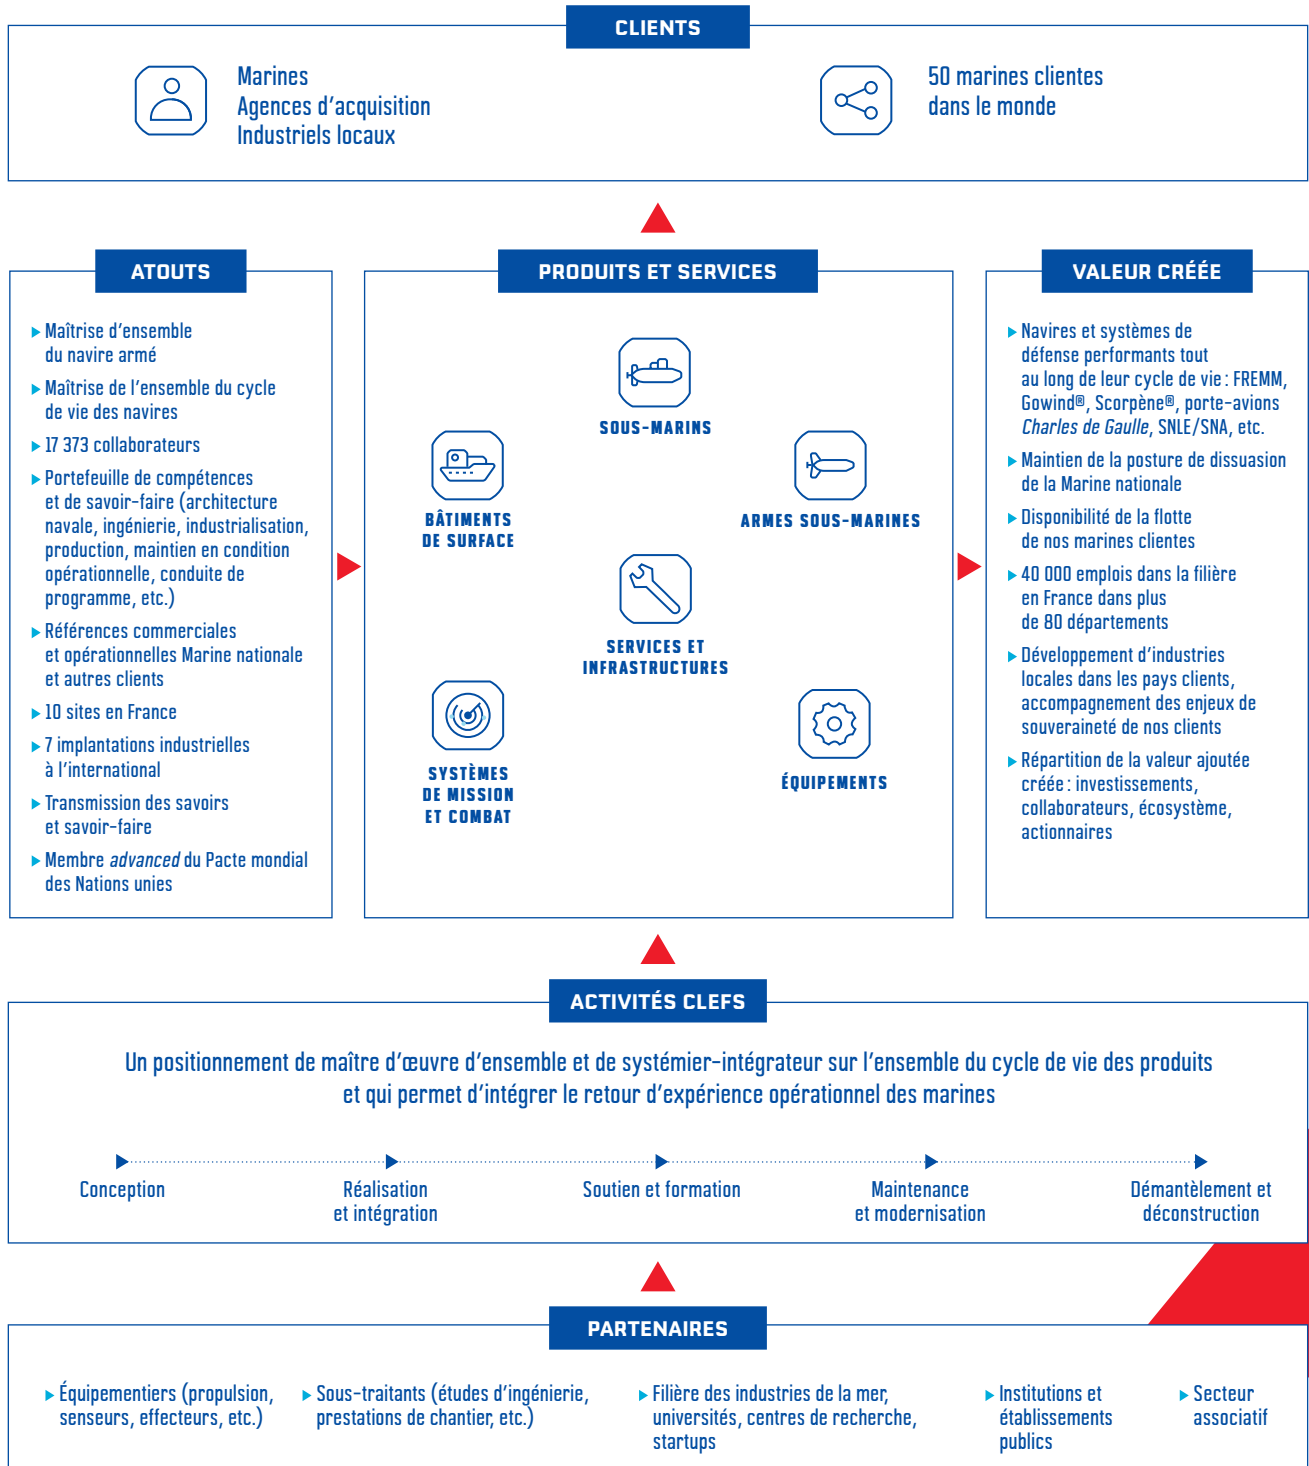 CLIENTS
Marines
Agences d'acquisition
Industriels locaux
50 marines clientes
dans le monde
ATOUTS
Maîtrise d'ensemble
du navire armé
Maîtrise de l'ensemble du cycle
de vie des navires
17 373 collaborateurs
Portefeuille de compétences
et de savoir-faire (architecture
navale, ingénierie, industrialisation,
production, maintien en condition
opérationnelle, conduite de
programme, etc.)
Références commerciales
et opérationnelles Marine nationale
et autres clients
10 sites en France
7 implantations industrielles
à l'international
Transmission des savoirs
et savoir-faire
Membre advanced du Pacte mondial
des Nations unies
PRODUITS ET SERVICES
SOUS-MARINS
BÂTIMENTS
DE SURFACE
ARMES SOUS-MARINES
SERVICES ET
INFRASTRUCTURES
SYSTÈMES
DE MISSION
ET COMBAT
ÉQUIPEMENTS
VALEUR CRÉÉE
Navires et systèmes de
défense performants tout
au long de leur cycle de vie : FREMM,
Gowind®, Scorpène®, porte-avions
Charles de Gaulle, SNLE/SNA, etc.
Maintien de la posture de dissuasion
de la Marine nationale
Disponibilité de la flotte
de nos marines clientes
40 000 emplois dans la filière
en France dans plus
de 80 départements
Développement d'industries
locales dans les pays clients,
accompagnement des enjeux de
souveraineté de nos clients
Répartition de la valeur ajoutée
créée : investissements,
collaborateurs, écosystème,
actionnaires
ACTIVITÉS CLEFS
Un positionnement de maître d'œuvre d'ensemble et de systémier-intégrateur sur l'ensemble du cycle de vie des produits
et qui permet d'intégrer le retour d'expérience opérationnel des marines
Conception
Réalisation
et intégration
Soutien et formation
Maintenance
et modernisation
Démantèlement et
déconstruction
PARTENAIRES
Équipementiers (propulsion,
senseurs, effecteurs, etc.)
Sous-traitants (études d'ingénierie,
prestations de chantier, etc.)
Filière des industries de la mer,
universités, centres de recherche,
startups
Institutions et
établissements
publics
Secteur
associatif